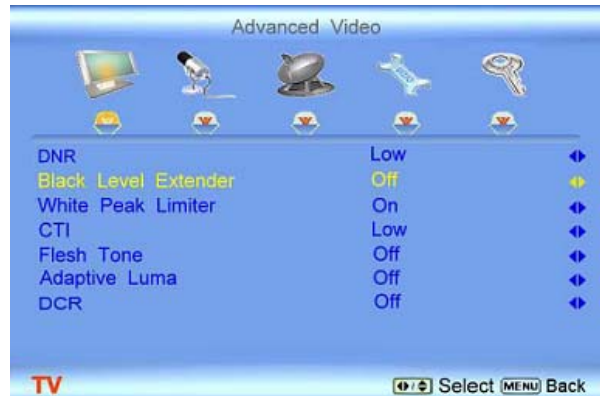 Advanced Video
DNR Low
Black Level Extender Off
White Peak Limiter On
CTI Low
Flesh Tone Off
Adaptive Luma Off
DCR Off
TV Select MENU Back